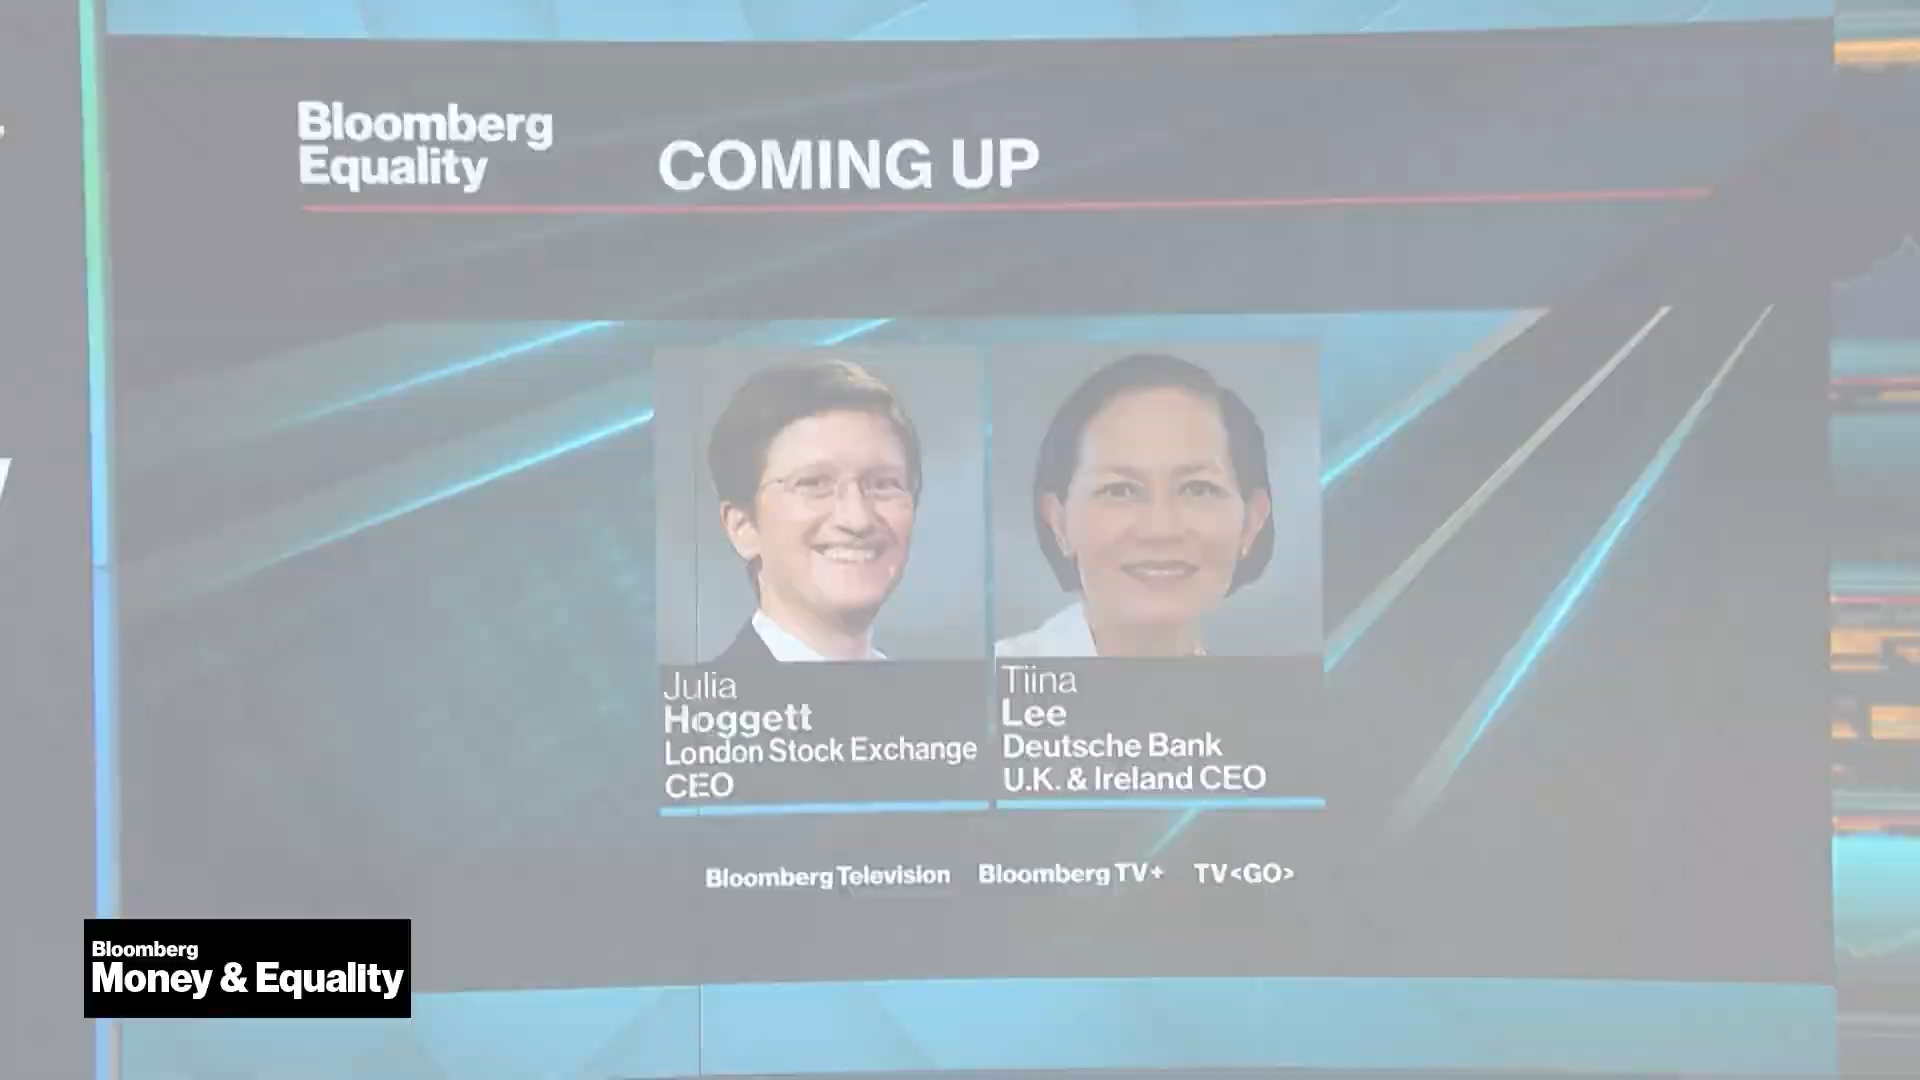 Bloomberg
Equality
COMING UP
Julia
Hoggett
London Stock Exchange
CEO
Tiina
Lee
Deutsche Bank
U.K. & Ireland CEO
Bloomberg Television Bloomberg TV+ TV<GO>
Bloomberg
Money & Equality